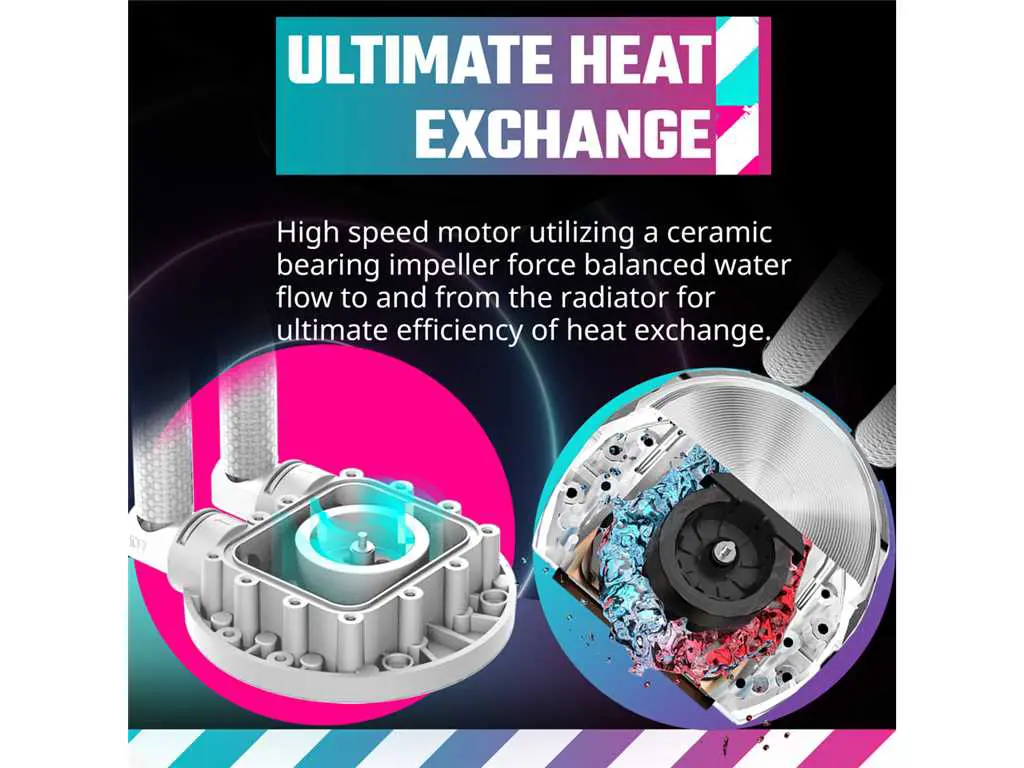 ULTIMATE HEAT
EXCHANGE
High speed motor utilizing a ceramic
bearing impeller force balanced water
flow to and from the radiator for
ultimate efficiency of heat exchange.